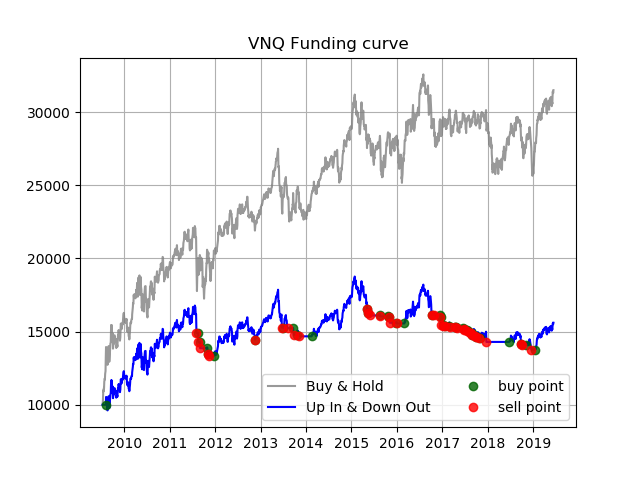 VNQ Funding curve
30000
25000
20000
15000
10000
Buy & Hold
Up In & Down Out
buy point
sell point
2010 2011 2012 2013 2014 2015 2016 2017 2018 2019